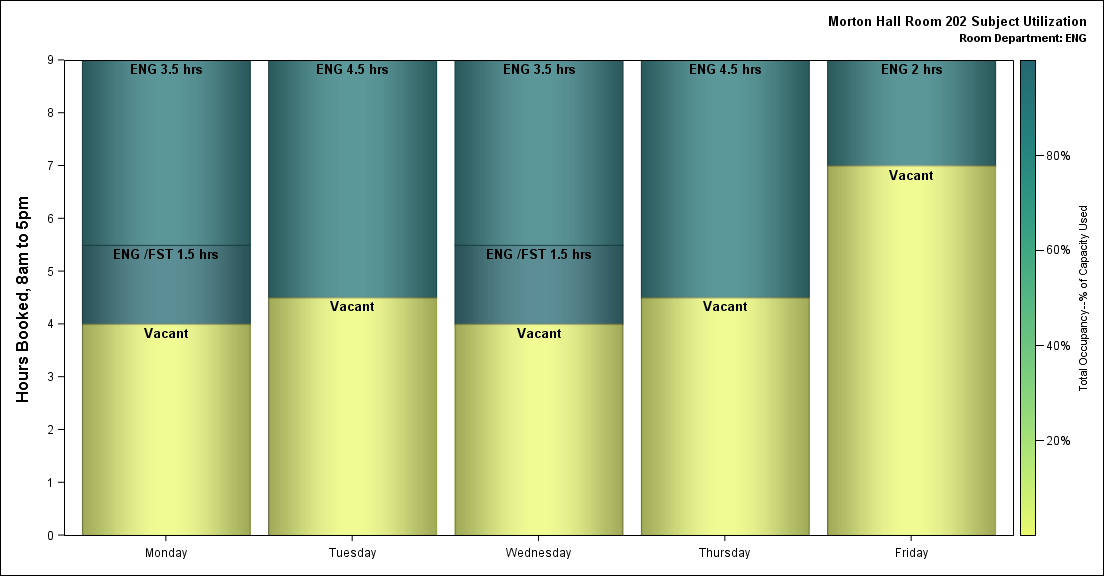 Morton Hall Room 202 Subject Utilization
Room Department: ENG
Hours Booked, 8am to 5pm
9
8
7
6
5
4
3
2
1
0
ENG 3.5 hrs
ENG /FST 1.5 hrs
Vacant
ENG 4.5 hrs
Vacant
ENG 3.5 hrs
ENG /FST 1.5 hrs
Vacant
ENG 4.5 hrs
Vacant
ENG 2 hrs
Vacant
Monday
Tuesday
Wednesday
Thursday
Friday
80%
60%
40%
20%
Total Occupancy--% of Capacity Used